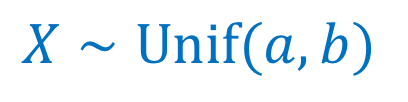 X ~ Unif(a, b)